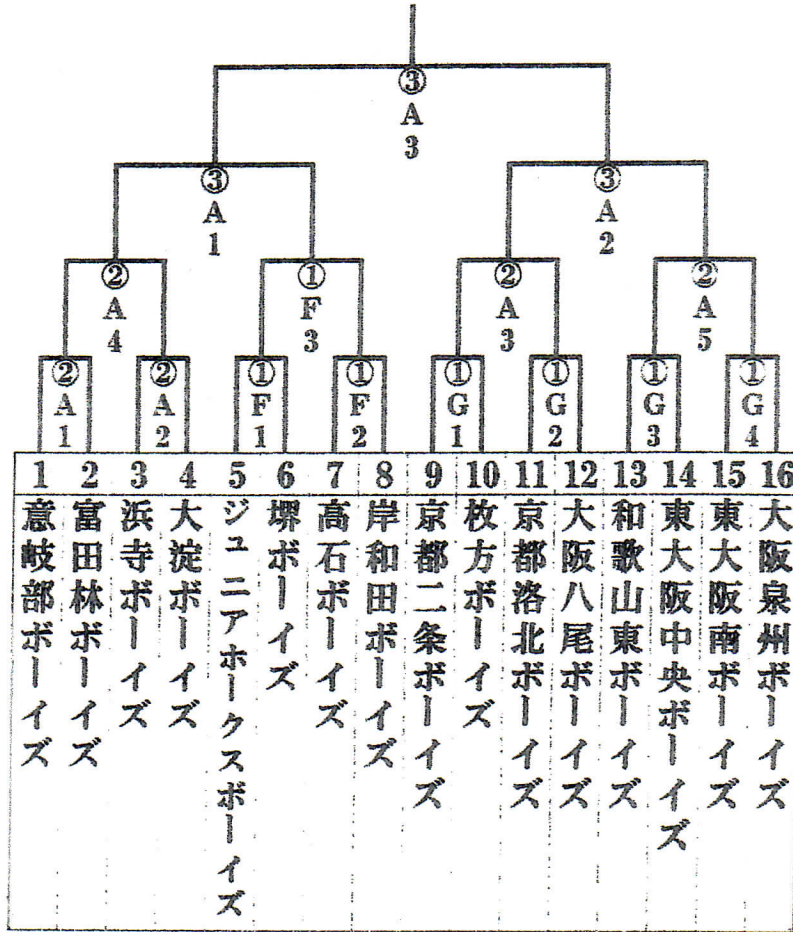 ③
A
3
③
A
1
③
A
2
②
A
4
①
F
3
②
A
3
②
A
5
②
A
1
②
A
2
①
F
1
①
F
2
①
G
1
①
G
2
①
G
3
①
G
4
1 2 3 4 5 6 7 8 9 10 11 12 13 14 15 16
意岐部ボーイズ
富田林ボーイズ
浜寺ボーイズ
大淀ボーイズ
ジュニアホークスボーイズ
堺ボーイズ
高石ボーイズ
岸和田ボーイズ
京都二条ボーイズ
枚方ボーイズ
京都洛北ボーイズ
大阪八尾ボーイズ
和歌山東ボーイズ
東大阪中央ボーイズ
東大阪南ボーイズ
大阪泉州ボーイズ